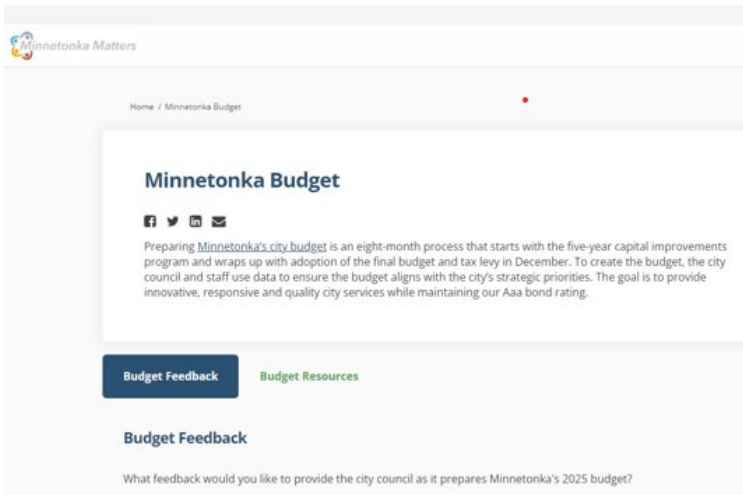 Minnetonka Matters
Home / Minnetonka Budget
Minnetonka Budget
Preparing Minnetonka's city budget is an eight-month process that starts with the five-year capital improvements
program and wraps up with adoption of the final budget and tax levy in December. To create the budget, the city
council and staff use data to ensure the budget aligns with the city's strategic priorities. The goal is to provide
innovative, responsive and quality city services while maintaining our Aaa bond rating.
Budget Feedback
Budget Resources
Budget Feedback
What feedback would you like to provide the city council as it prepares Minnetonka's 2025 budget?